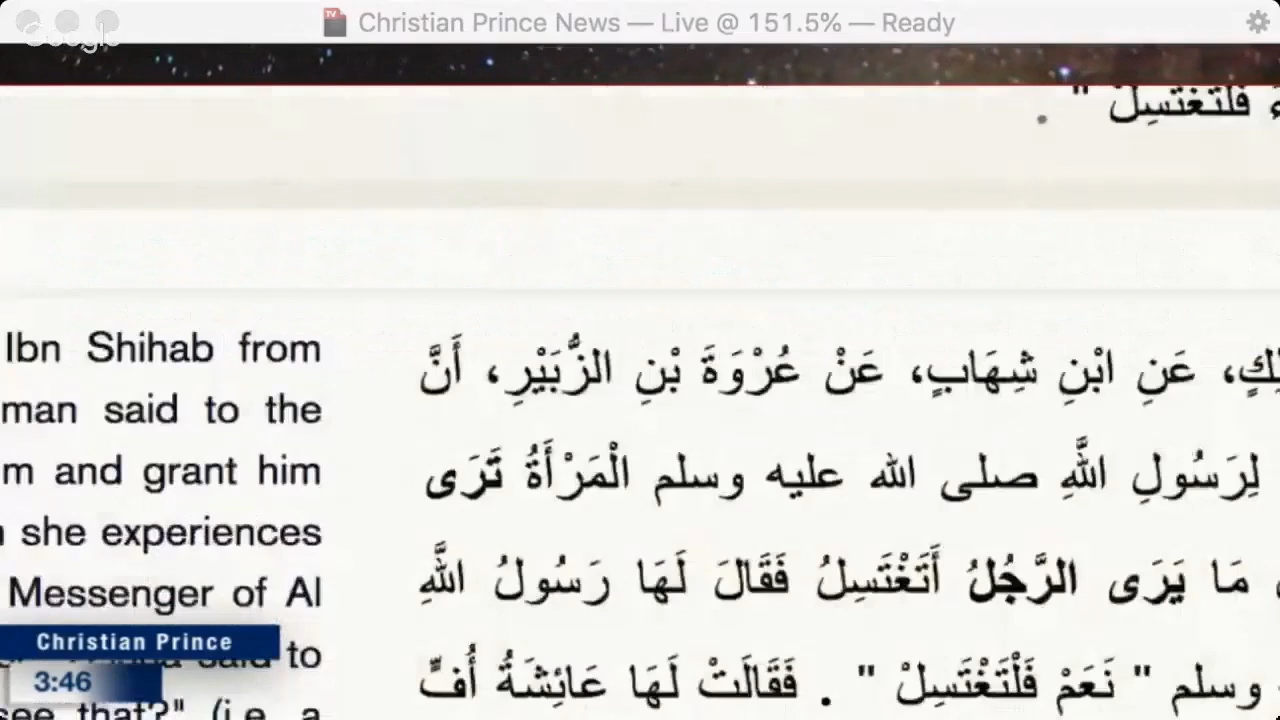 Christian Prince News — Live @ 151.5% — Ready
Google
فَلْتَغْتَسِلْ " .
Ibn Shihab from
man said to the
m and grant him
she experiences
Messenger of Al
to
see that?" (i.e. a
عَنِ ابْنِ شِهَابٍ، عَنْ عُرْوَةَ بْنِ الزُّبَيْرِ، أَنَّ
لِرَسُولِ اللَّهِ صلى الله عليه وسلم الْمَرْأَةُ تَرَى
مَا يَرَى الرَّجُلُ أَتَغْتَسِلُ فَقَالَ لَهَا رَسُولُ اللَّهِ
وسلم " نَعَمْ فَلْتَغْتَسِلْ " . فَقَالَتْ لَهَا عَائِشَةُ أُفٍّ
Christian Prince
3:46